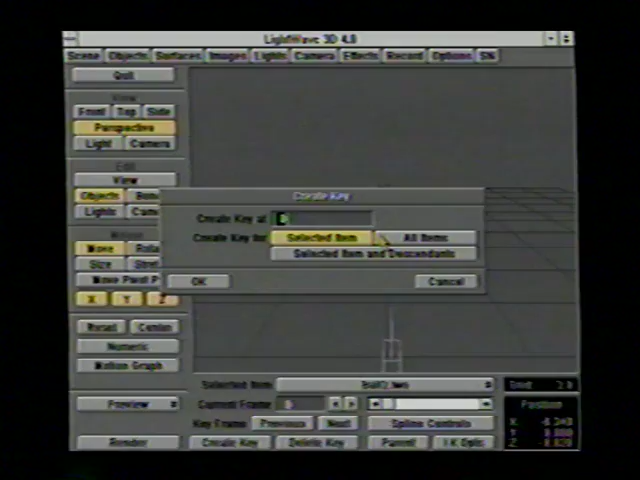 LightWave 3D 4.0
Scene Objects Surfaces Images Lights Camera Effects Record Options
Quit
View
Front Top Side
Perspective
Light Camera
Edit
View
Objects
Lights
Create Key
Create Key at
Create Key for Selected Item All Items
Selected Item and Descendants
OK Cancel
Move
Size
Move Pivot P
X Y Z
Reset Center
Numeric
Motion Graph
Selected Item
Preview
Current Frame
Key Frame Previous Next Spline Controls
Render Create Key Delete Key Parent
Position
X
Y
Z